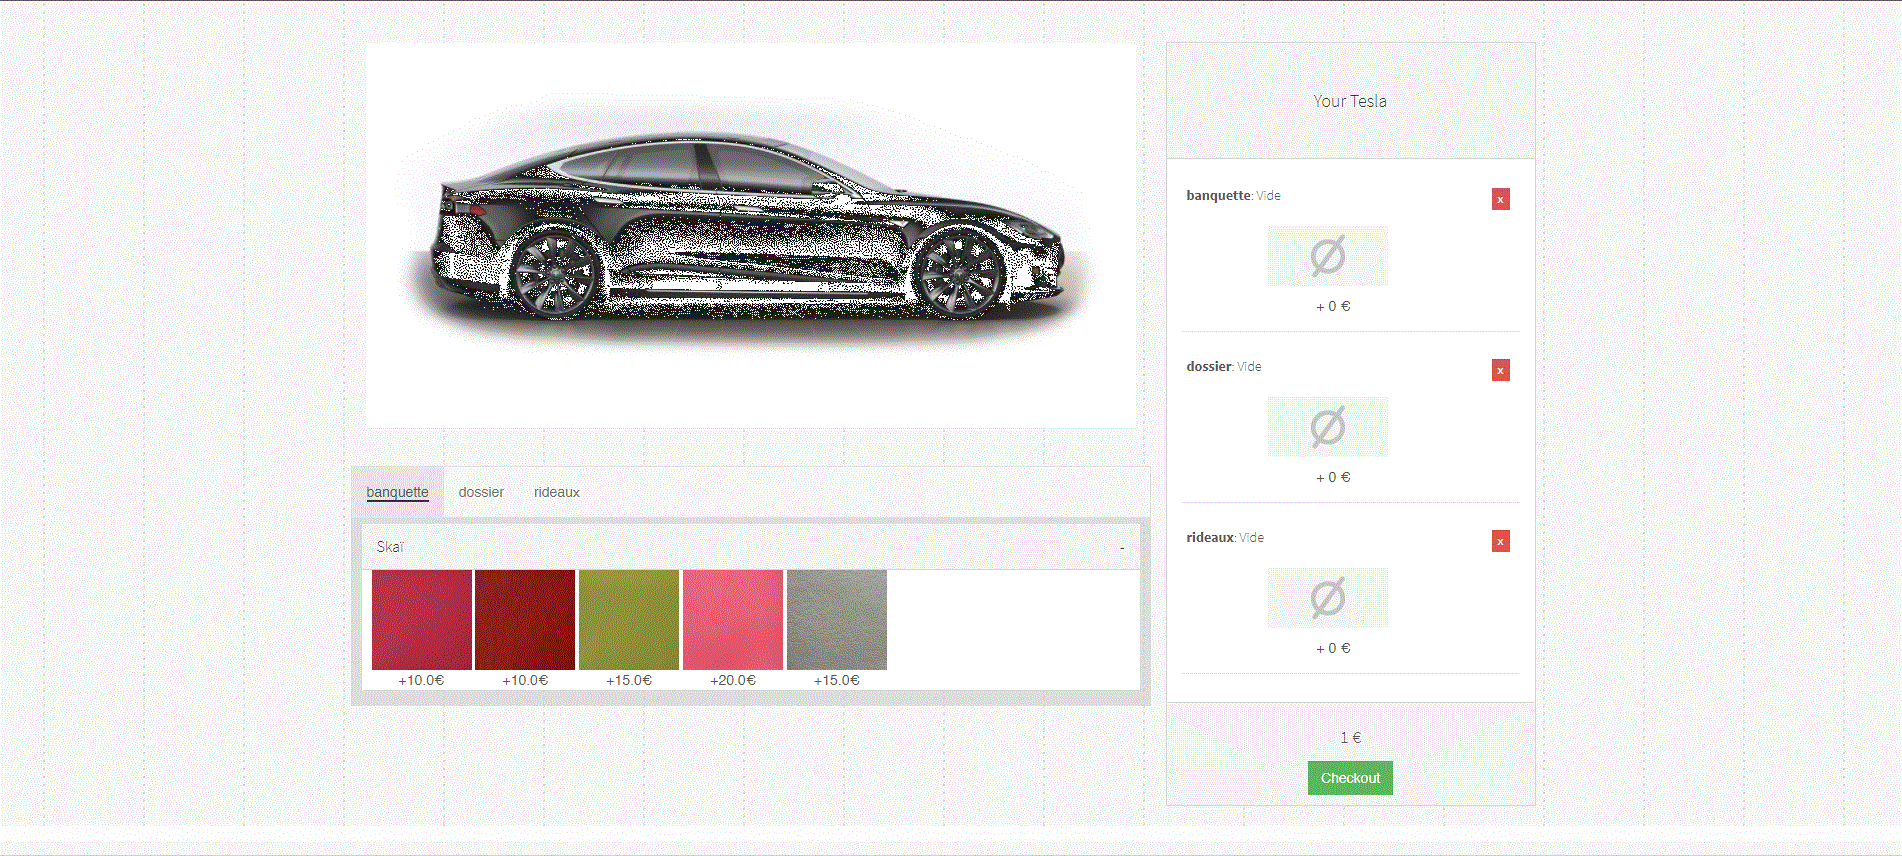 Your Tesla
banquette: Vide
x
+ 0 €
dossier: Vide
x
+ 0 €
rideaux: Vide
x
+ 0 €
1 €
Checkout
banquette dossier rideaux
Skaï -
+10.0€ +10.0€ +15.0€ +20.0€ +15.0€